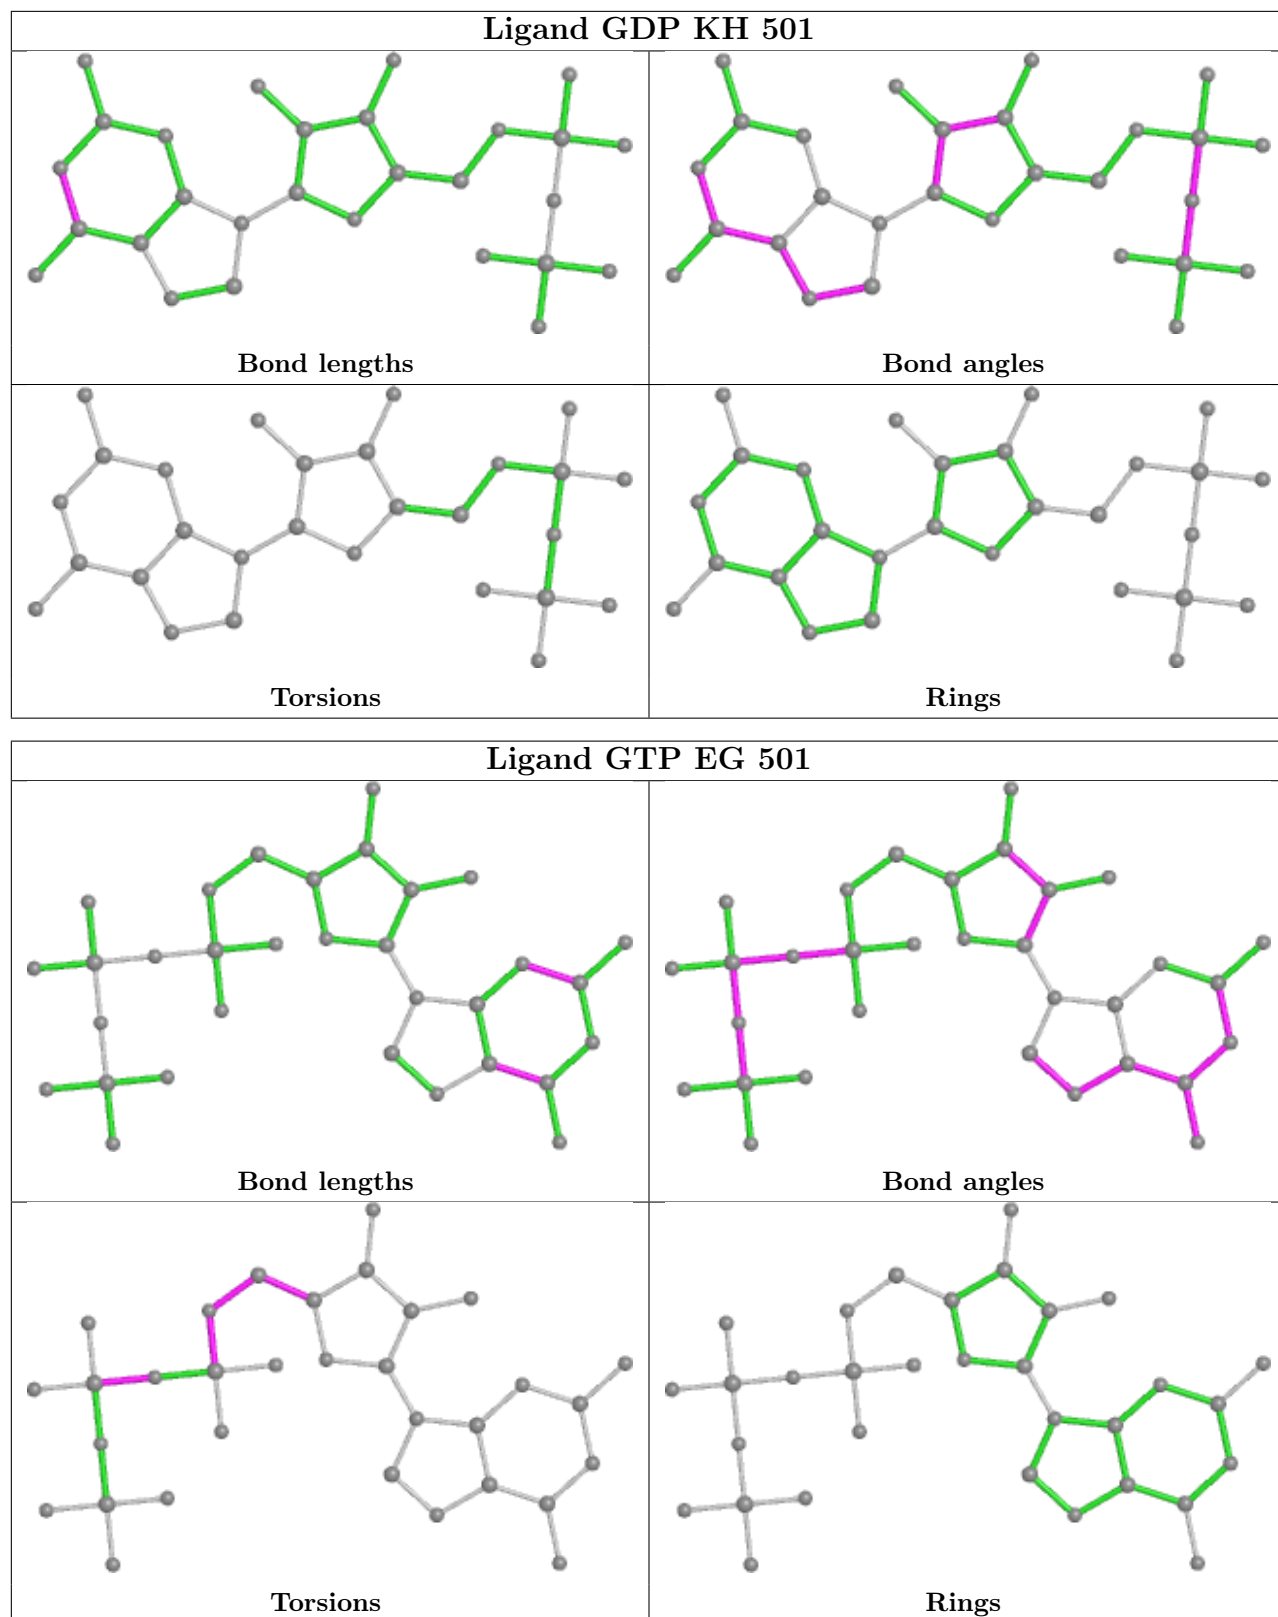 Ligand GDP KH 501
Bond lengths
Bond angles
Torsions
Rings
Ligand GTP EG 501
Bond lengths
Bond angles
Torsions
Rings